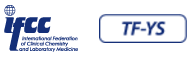 ifcc
International Federation
of Clinical Chemistry
and Laboratory Medicine
TF-YS